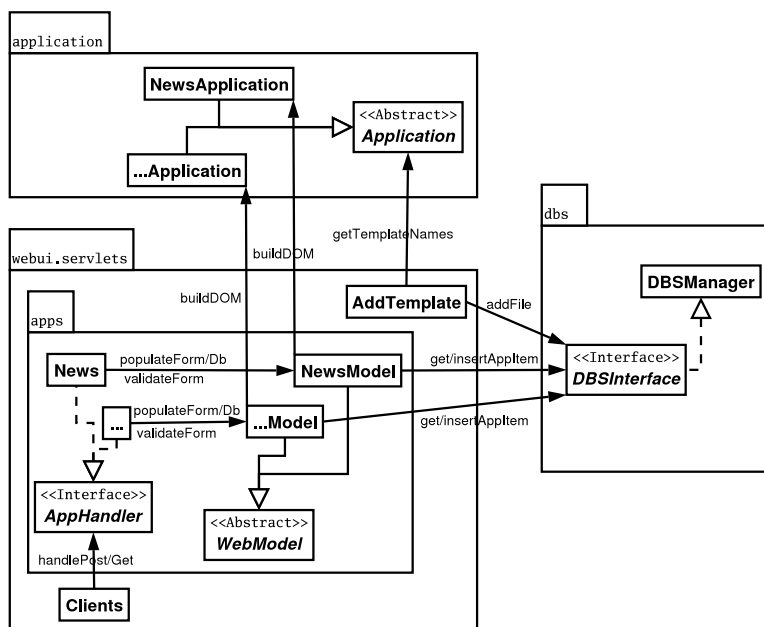 application
NewsApplication
<<Abstract>>
Application
...Application
getTemplateNames
dbs
webui.servlets
buildDOM
buildDOM
DBSManager
AddTemplate
addFile
apps
<<Interface>>
DBSInterface
News
populateForm/Db
validateForm
NewsModel
get/insertAppItem
...
populateForm/Db
validateForm
...Model
get/insertAppItem
<<Interface>>
AppHandler
<<Abstract>>
WebModel
handlePost/Get
Clients